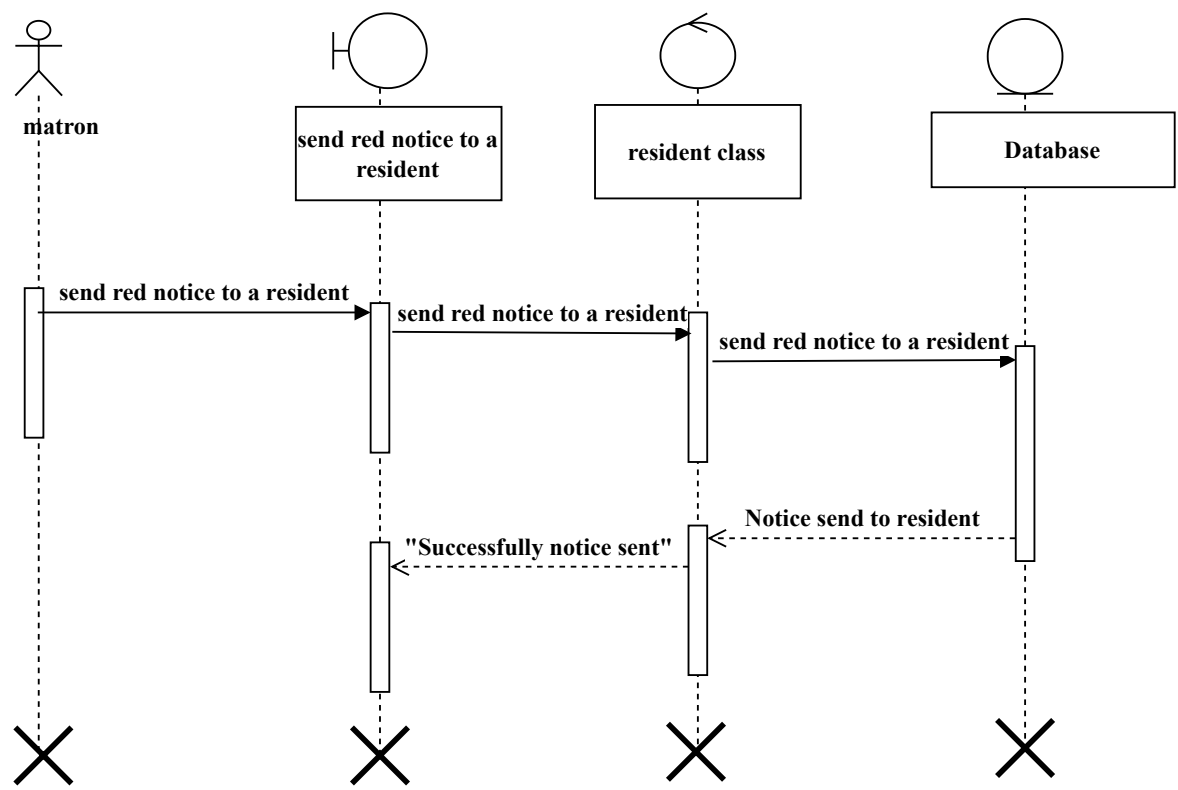 matron
send red notice to a
resident
resident class
Database
send red notice to a resident
send red notice to a resident
send red notice to a resident
Notice send to resident
"Successfully notice sent"